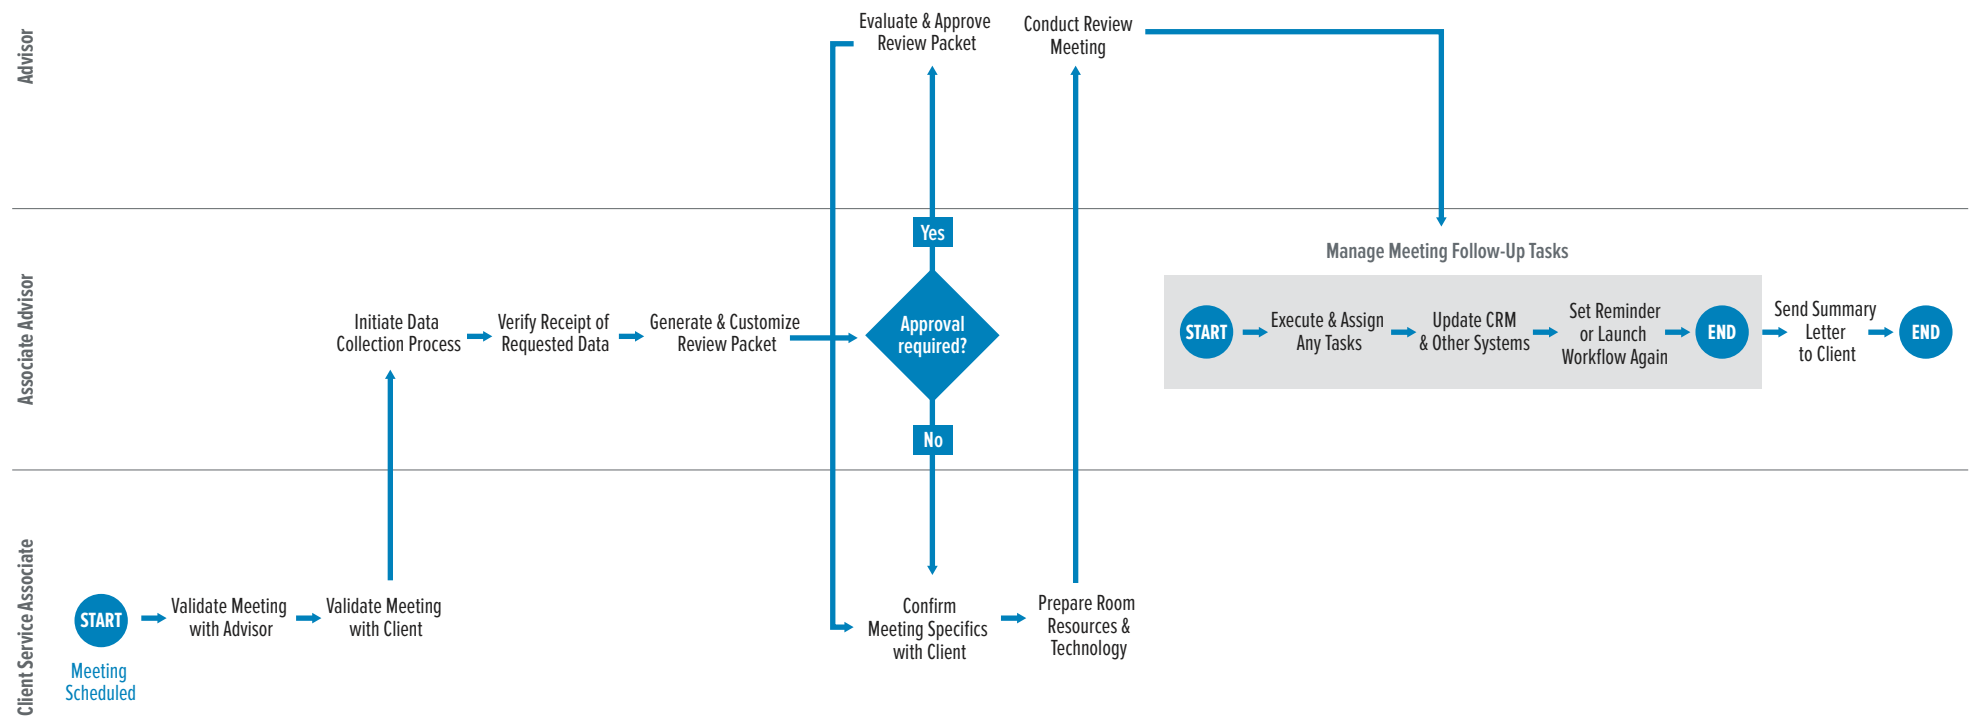 Advisor
Evaluate & Approve
Review Packet
Conduct Review
Meeting
Associate Advisor
Yes
Manage Meeting Follow-Up Tasks
Initiate Data
Collection Process
Verify Receipt of
Requested Data
Generate & Customize
Review Packet
Approval
required?
START
Execute & Assign
Any Tasks
Update CRM
& Other Systems
Set Reminder
or Launch
Workflow Again
END
Send Summary
Letter
to Client
END
No
Client Service Associate
START
Meeting
Scheduled
Validate Meeting
with Advisor
Validate Meeting
with Client
Confirm
Meeting Specifics
with Client
Prepare Room
Resources &
Technology